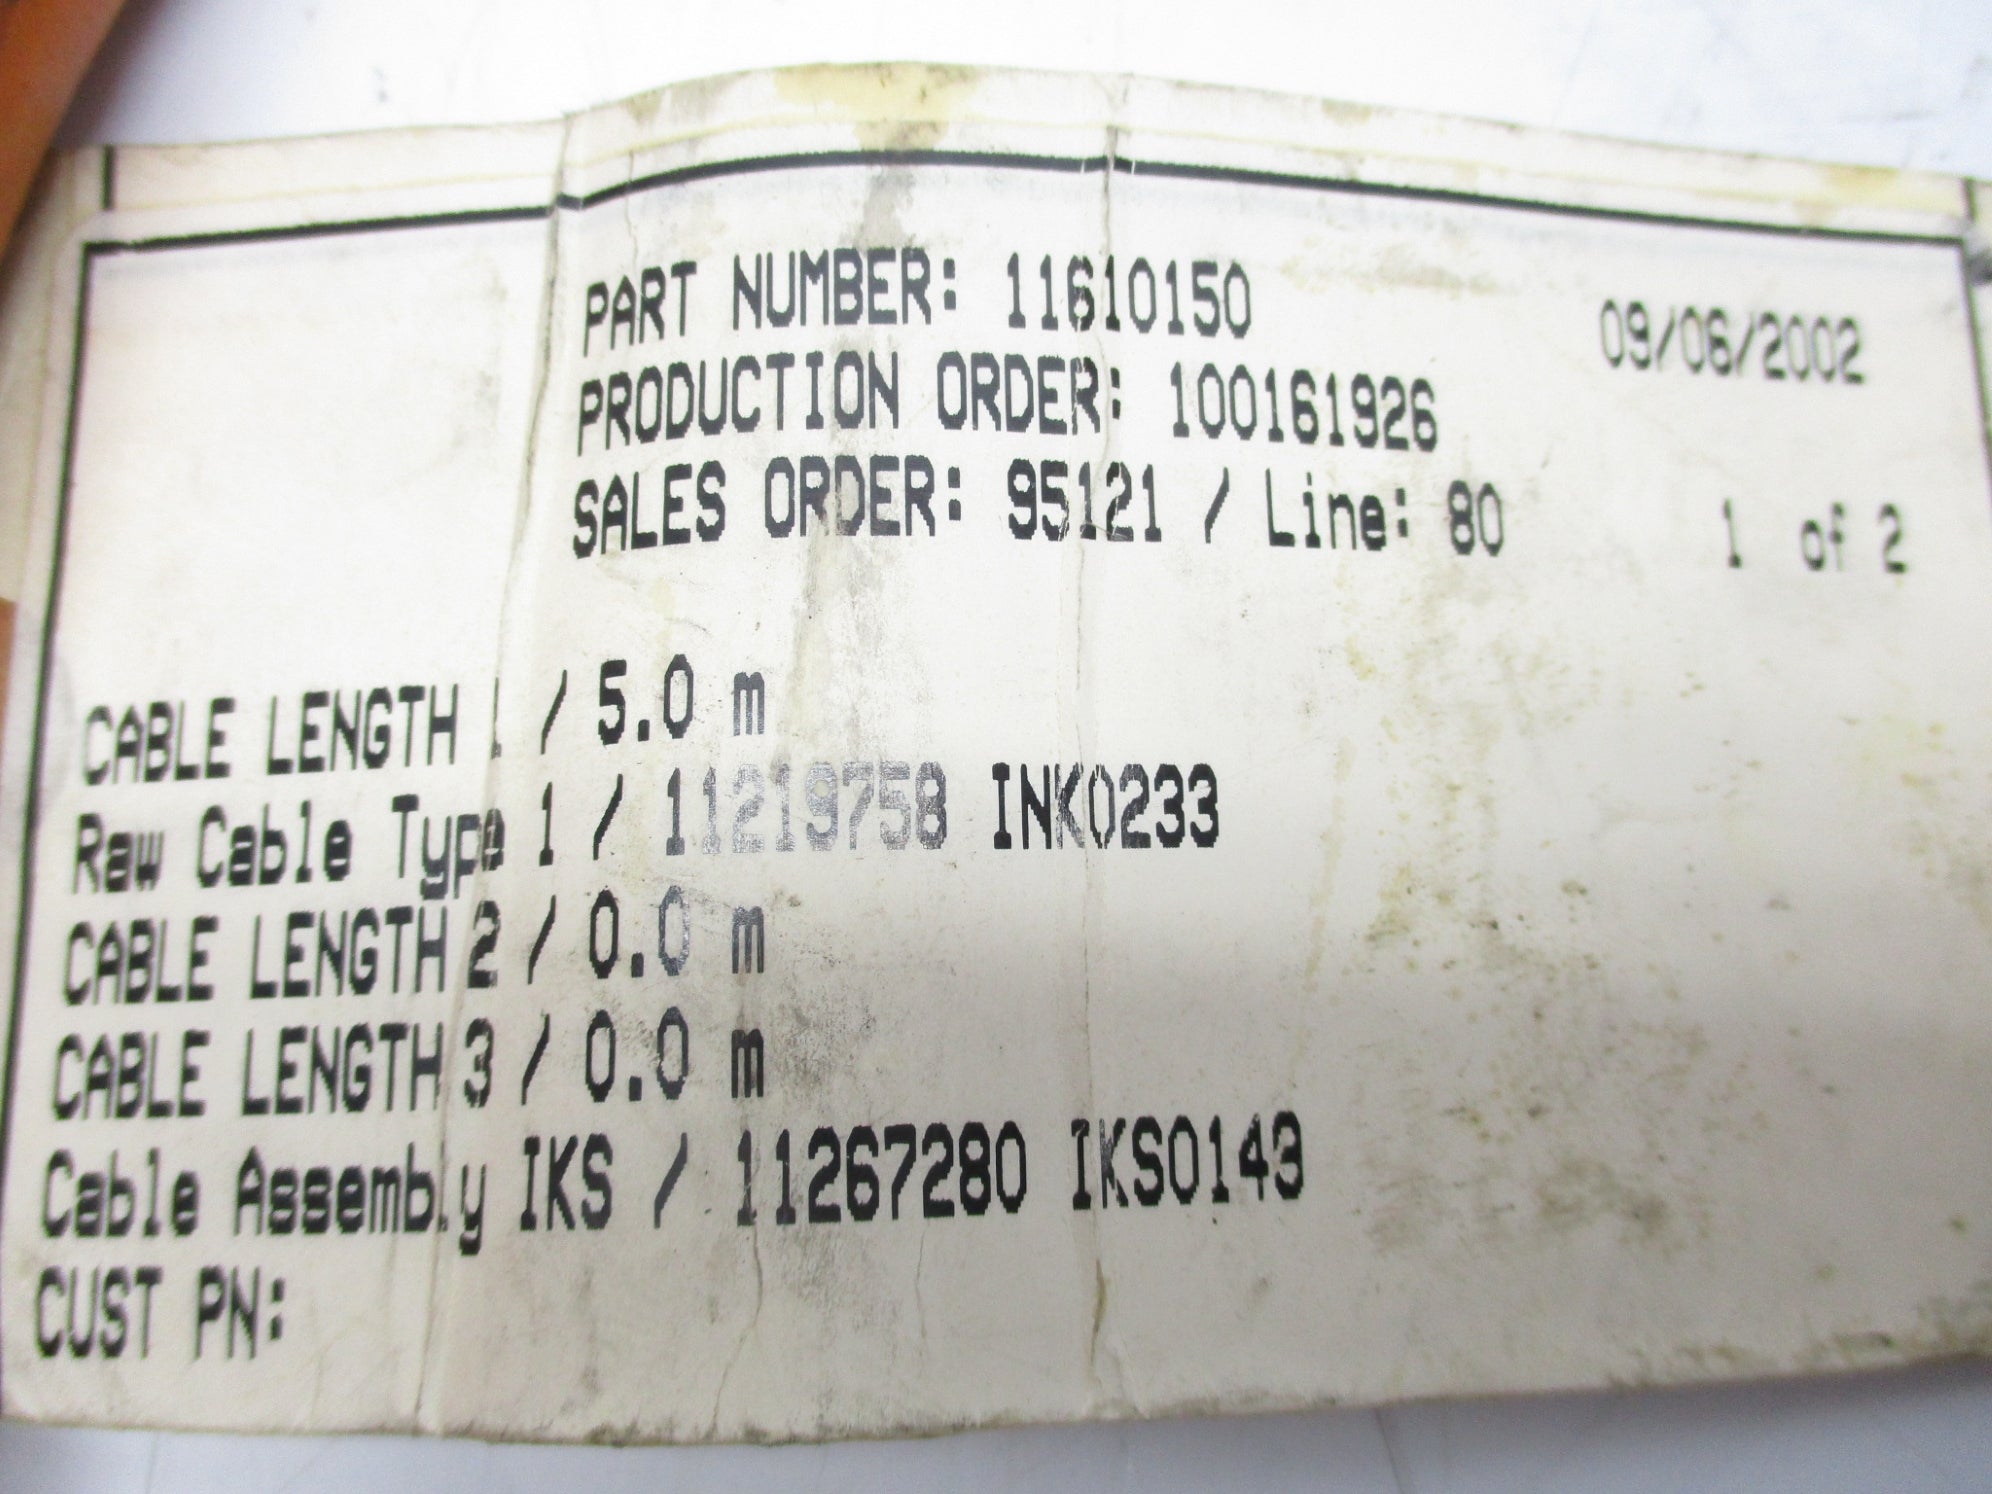 PART NUMBER: 11610150 09/06/2002
PRODUCTION ORDER: 100161926
SALES ORDER: 95121 / Line: 80 1 of 2
CABLE LENGTH 1 / 5.0 m
Raw Cable Type 1 / 11219758 INK0233
CABLE LENGTH 2 / 0.0 m
CABLE LENGTH 3 / 0.0 m
Cable Assembly IKS / 11267280 IKS0143
CUST PN: